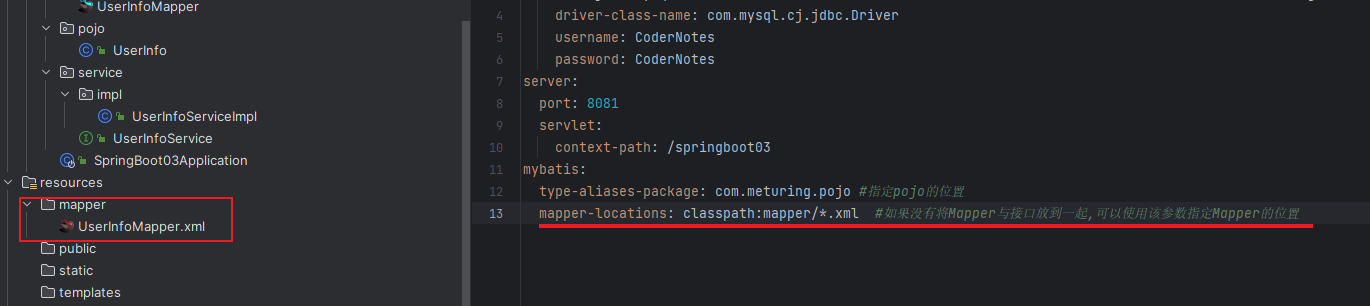 UserInfoMapper
pojo
UserInfo
service
impl
UserInfoServiceImpl
UserInfoService
SpringBoot03Application
resources
mapper
UserInfoMapper.xml
public
static
templates
4 driver-class-name: com.mysql.cj.jdbc.Driver
5 username: CoderNotes
6 password: CoderNotes
7 server:
8 port: 8081
9 servlet:
10 context-path: /springboot03
11 mybatis:
12 type-aliases-package: com.meturing.pojo #指定pojo的位置
13 mapper-locations: classpath:mapper/*.xml #如果没有将Mapper与接口放到一起,可以使用该参数指定Mapper的位置